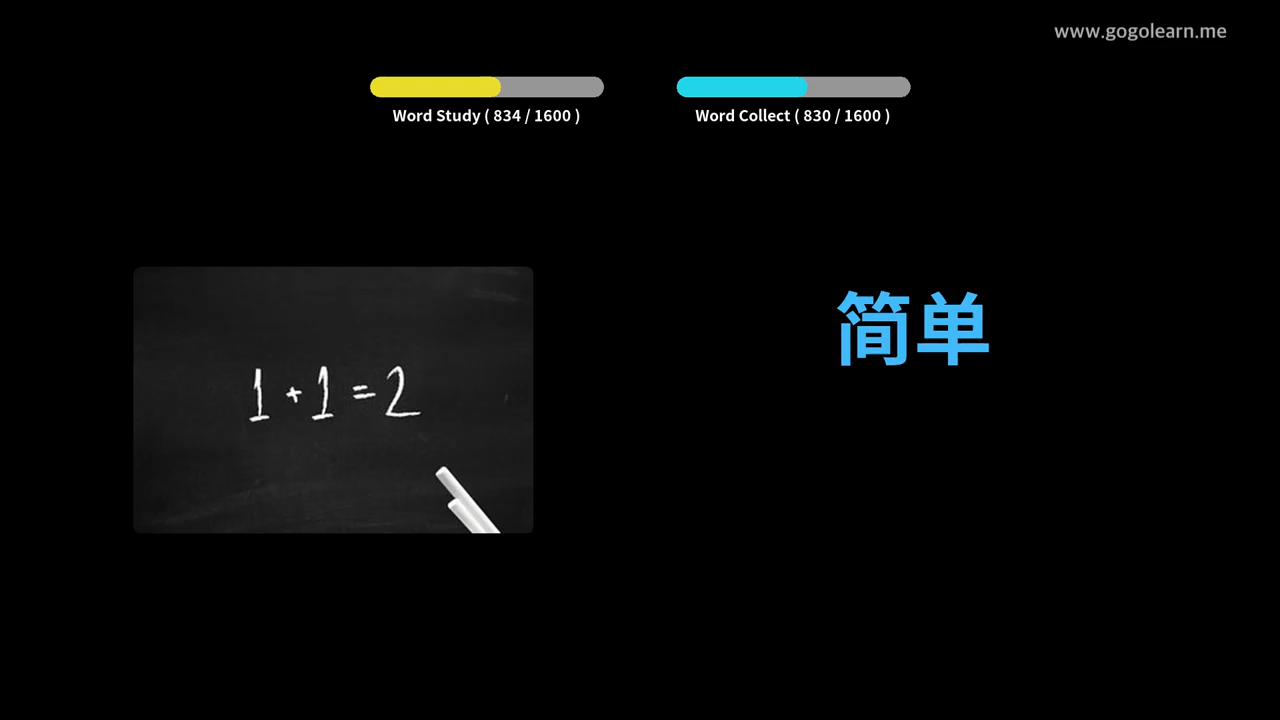 www.gogolearn.me
Word Study ( 834 / 1600 )
Word Collect ( 830 / 1600 )
简单
1 + 1 = 2